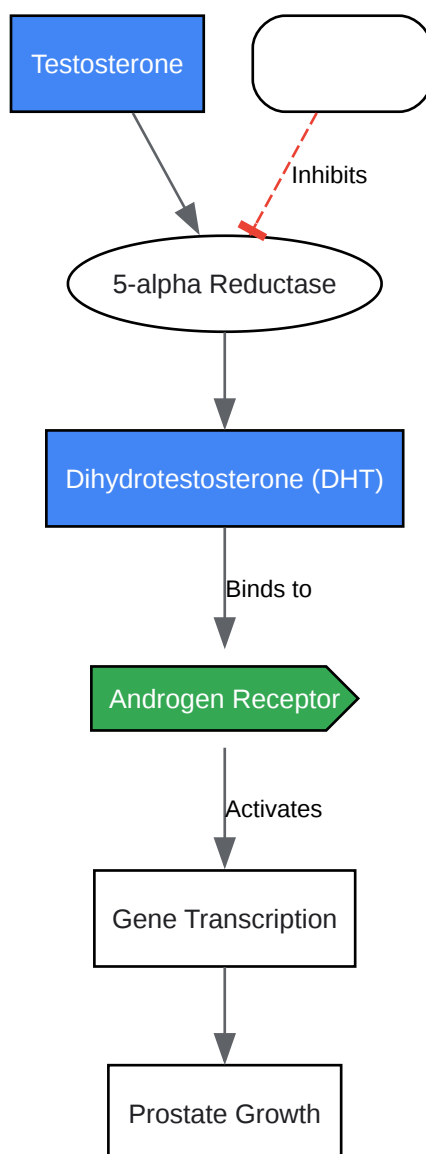 Testosterone
Inhibits
5-alpha Reductase
Dihydrotestosterone (DHT)
Binds to
Androgen Receptor
Activates
Gene Transcription
Prostate Growth